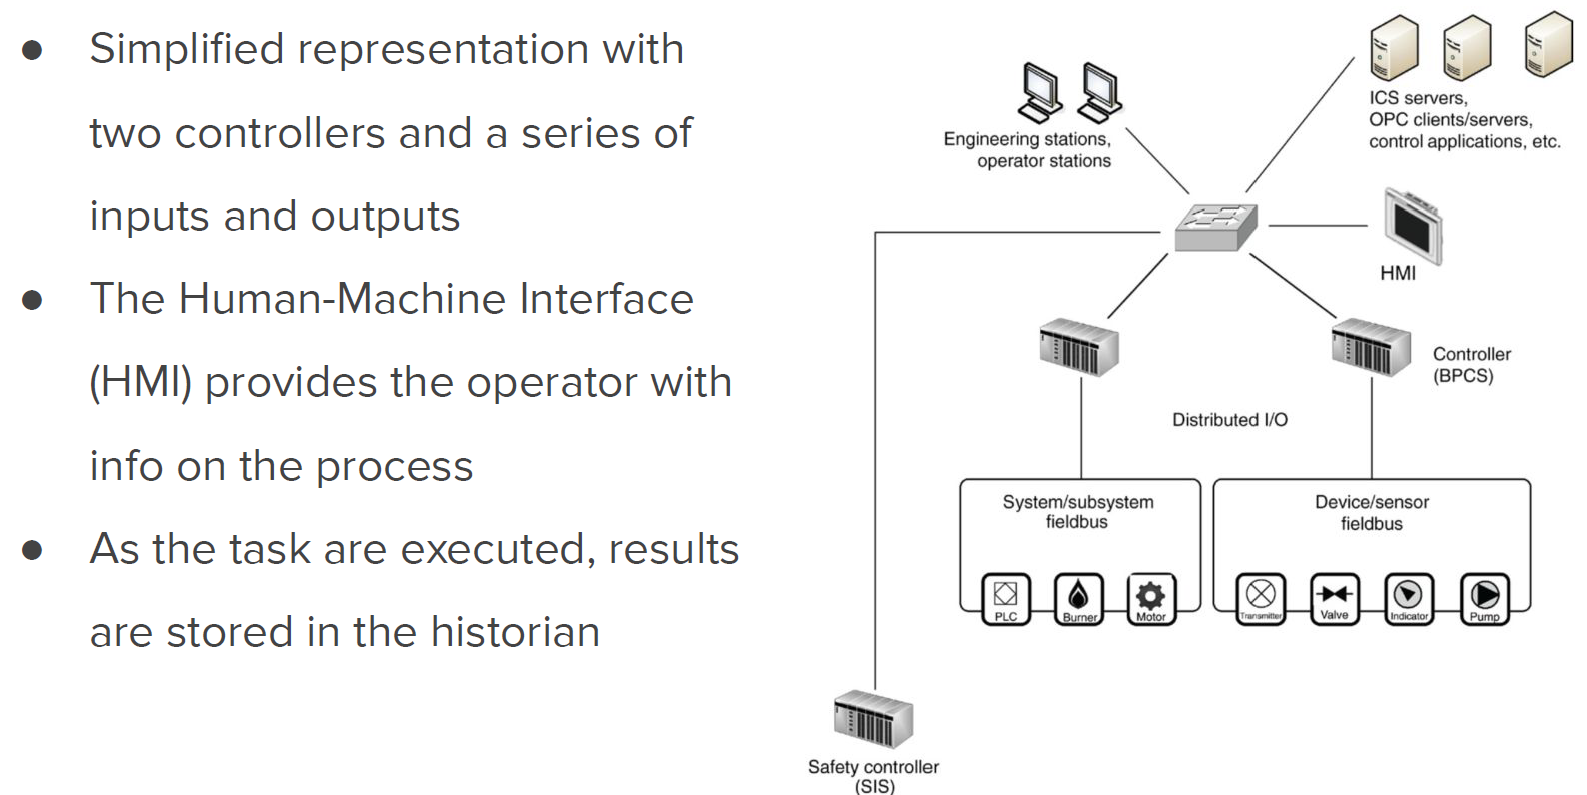 ● Simplified representation with
two controllers and a series of
inputs and outputs
● The Human-Machine Interface
(HMI) provides the operator with
info on the process
● As the task are executed, results
are stored in the historian
ICS servers,
OPC clients/servers,
control applications, etc.
Engineering stations,
operator stations
HMI
Controller
(BPCS)
Distributed I/O
System/subsystem
fieldbus
PLC
Burner
Motor
Device/sensor
fieldbus
Transmitter
Valve
Indicator
Pump
Safety controller
(SIS)